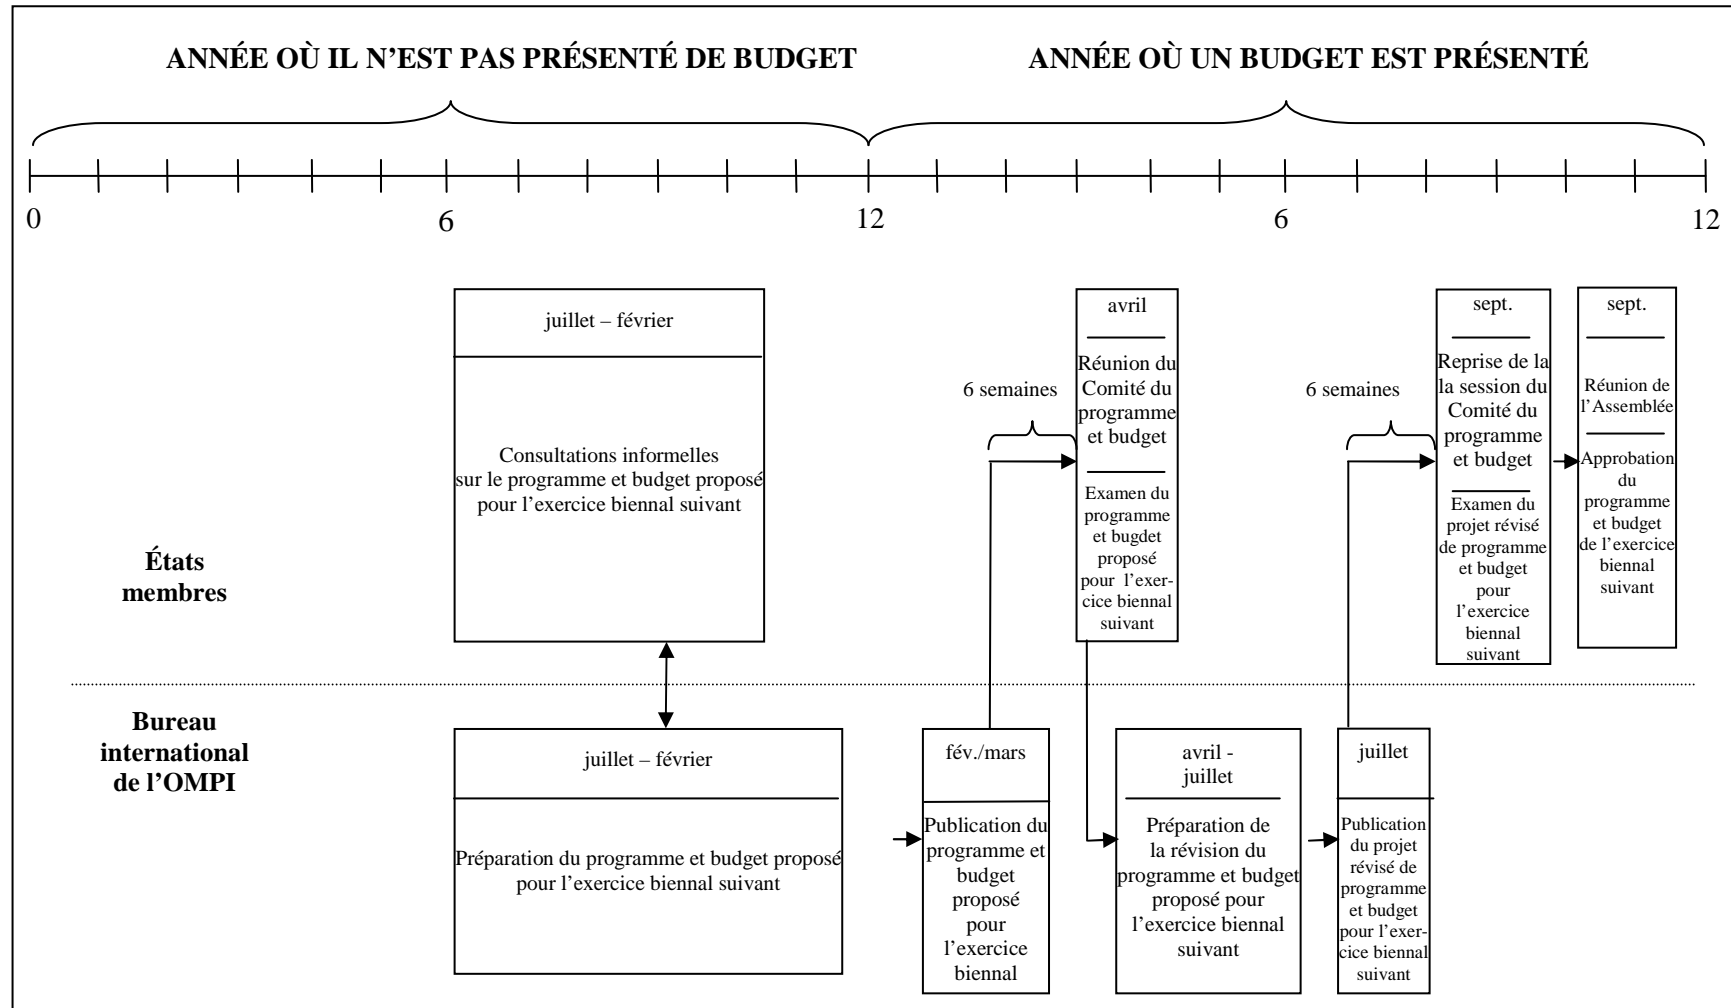 ANNÉE OÙ IL N’EST PAS PRÉSENTÉ DE BUDGET
ANNÉE OÙ UN BUDGET EST PRÉSENTÉ
0
6
12
6
12
États
membres
juillet – février
Consultations informelles
sur le programme et budget proposé
pour l’exercice biennal suivant
6 semaines
avril
Réunion du
Comité du
programme
et budget
Examen du
programme
et bugdet
proposé
pour l’exer-
cice biennal
suivant
6 semaines
sept.
Reprise de la
la session du
Comité du
programme
et budget
Examen du
projet révisé
de programme
et budget
pour
l’exercice
biennal
suivant
sept.
Réunion de
l’Assemblée
Approbation
du
programme
et budget
de l’exercice
biennal
suivant
Bureau
international
de l’OMPI
juillet – février
Préparation du programme et budget proposé
pour l’exercice biennal suivant
fév./mars
Publication du
programme et
budget
proposé
pour
l’exercice
biennal
avril -
juillet
Préparation de
la révision du
programme et budget
proposé pour
l’exercice biennal
suivant
juillet
Publication
du projet
révisé de
programme
et budget
pour l’exer-
cice biennal
suivant